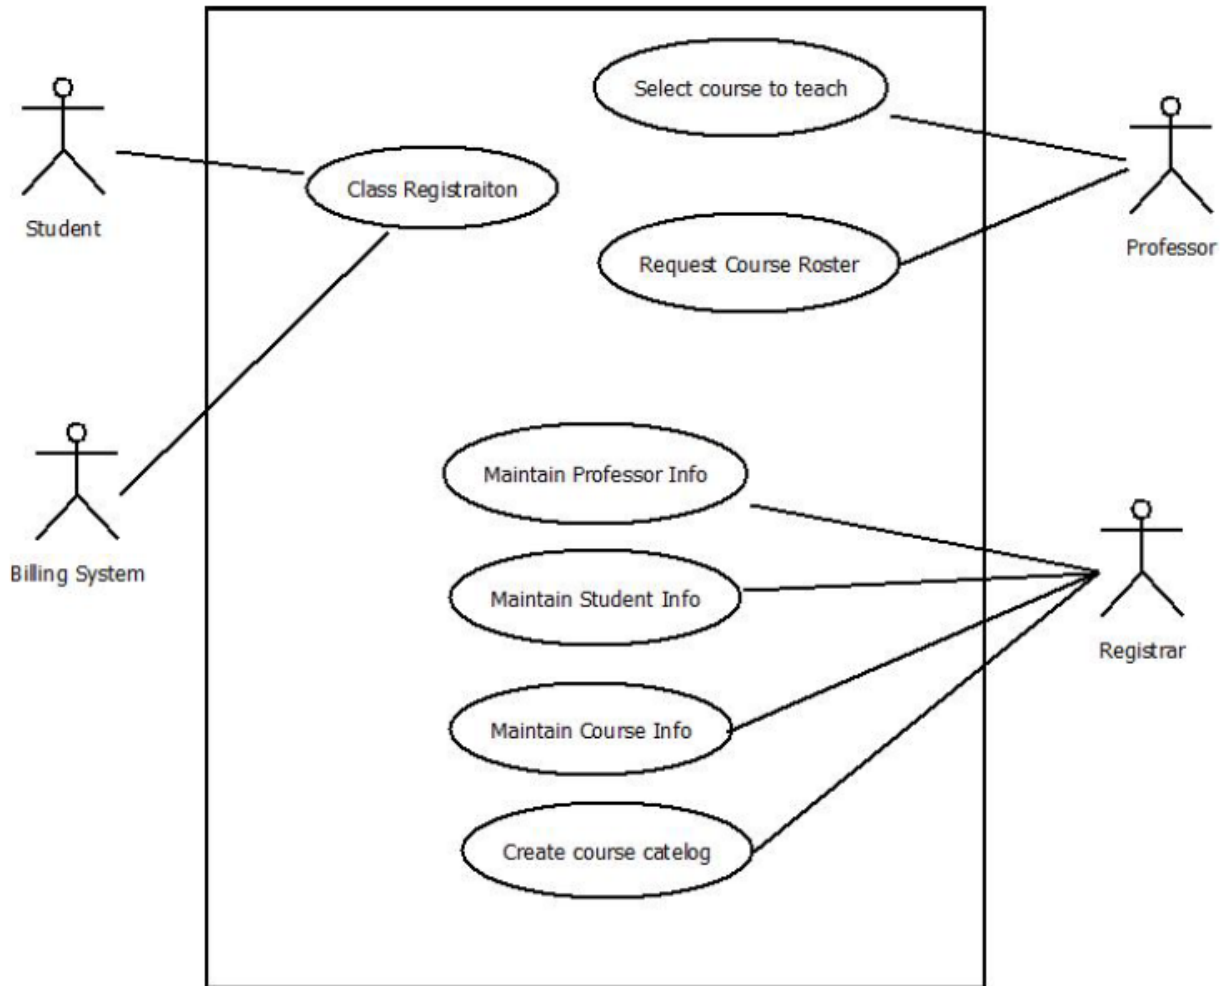 Select course to teach
Class Registraiton
Student
Request Course Roster
Professor
Maintain Professor Info
Billing System
Maintain Student Info
Registrar
Maintain Course Info
Create course catelog